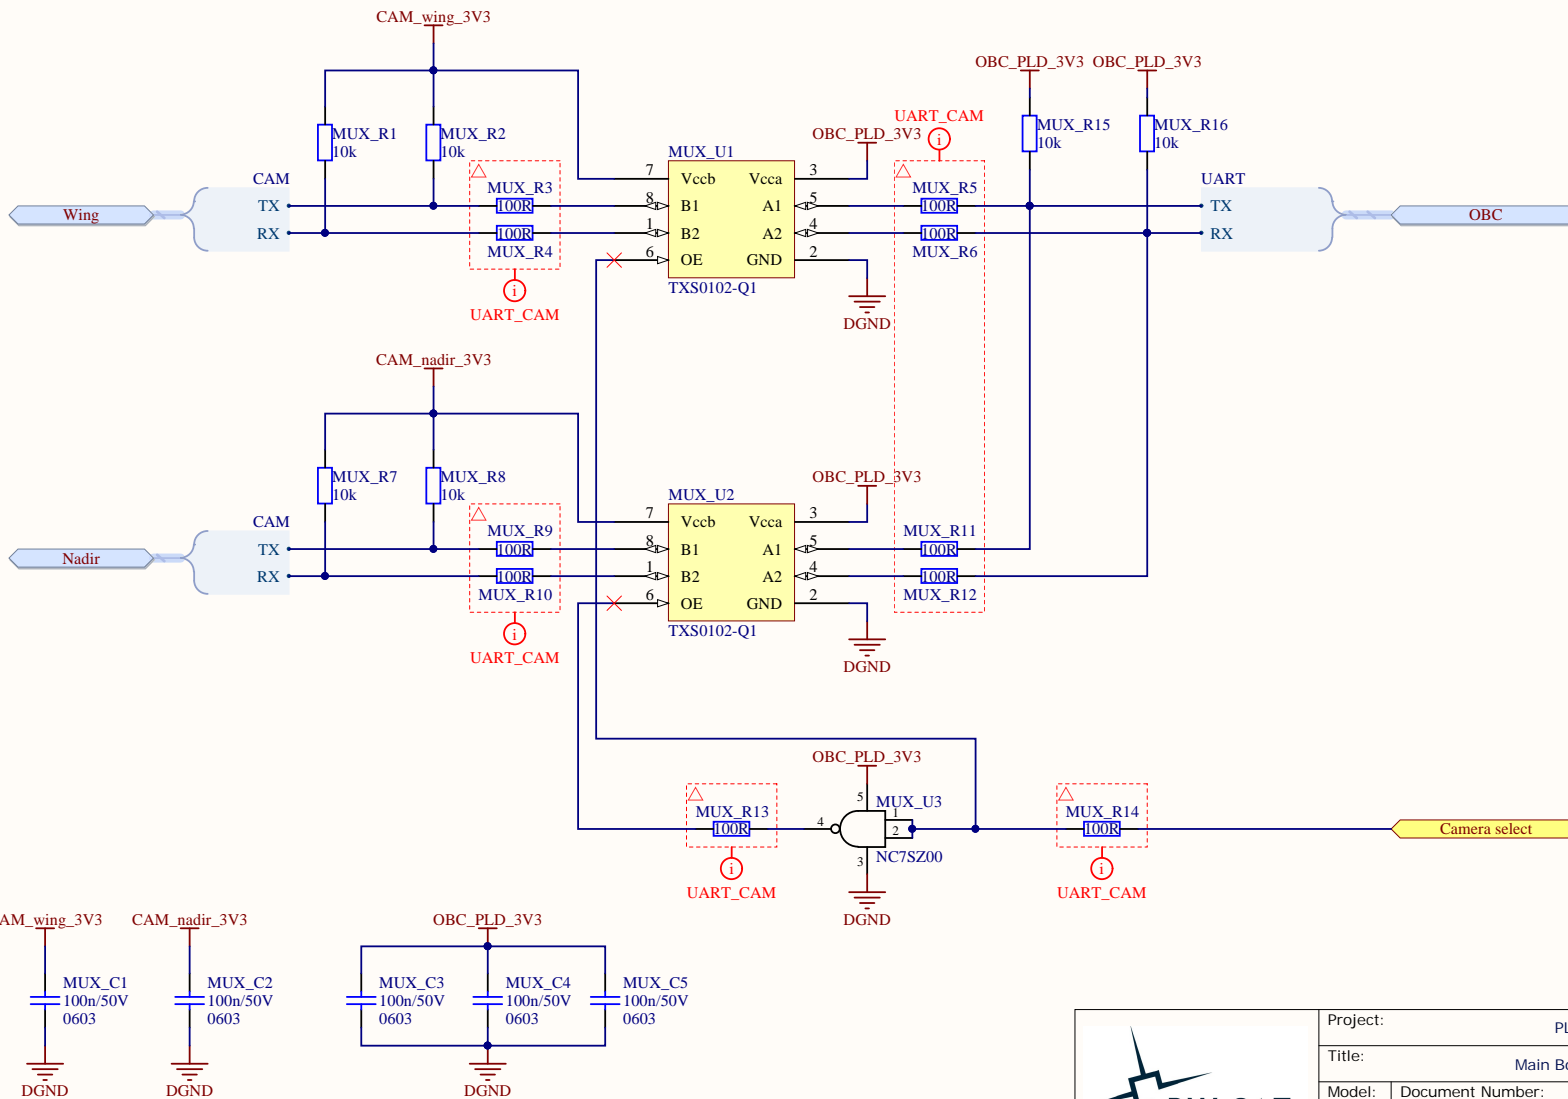 CAM_wing_3V3
MUX_R1
10k
MUX_R2
10k
CAM
Wing
TX
RX
MUX_R3
100R
100R
MUX_R4
UART_CAM
MUX_U1
7
8
1
6
Vccb
B1
B2
OE
Vcca
A1
A2
GND
3
5
4
2
TXS0102-Q1
OBC_PLD_3V3
DGND
UART_CAM
MUX_R5
100R
100R
MUX_R6
OBC_PLD_3V3
OBC_PLD_3V3
MUX_R15
10k
MUX_R16
10k
UART
TX
RX
OBC
CAM_nadir_3V3
MUX_R7
10k
MUX_R8
10k
CAM
Nadir
TX
RX
MUX_R9
100R
100R
MUX_R10
UART_CAM
MUX_U2
7
8
1
6
Vccb
B1
B2
OE
Vcca
A1
A2
GND
3
5
4
2
TXS0102-Q1
OBC_PLD_3V3
DGND
MUX_R11
100R
100R
MUX_R12
OBC_PLD_3V3
MUX_R13
100R
UART_CAM
5
4
3
1
2
MUX_U3
NC7SZ00
DGND
MUX_R14
100R
UART_CAM
Camera select
AM_wing_3V3
MUX_C1
100n/50V
0603
DGND
CAM_nadir_3V3
MUX_C2
100n/50V
0603
DGND
OBC_PLD_3V3
MUX_C3
100n/50V
0603
MUX_C4
100n/50V
0603
MUX_C5
100n/50V
0603
DGND
Project:
PL
Title:
Main Bo
Model:
Document Number: